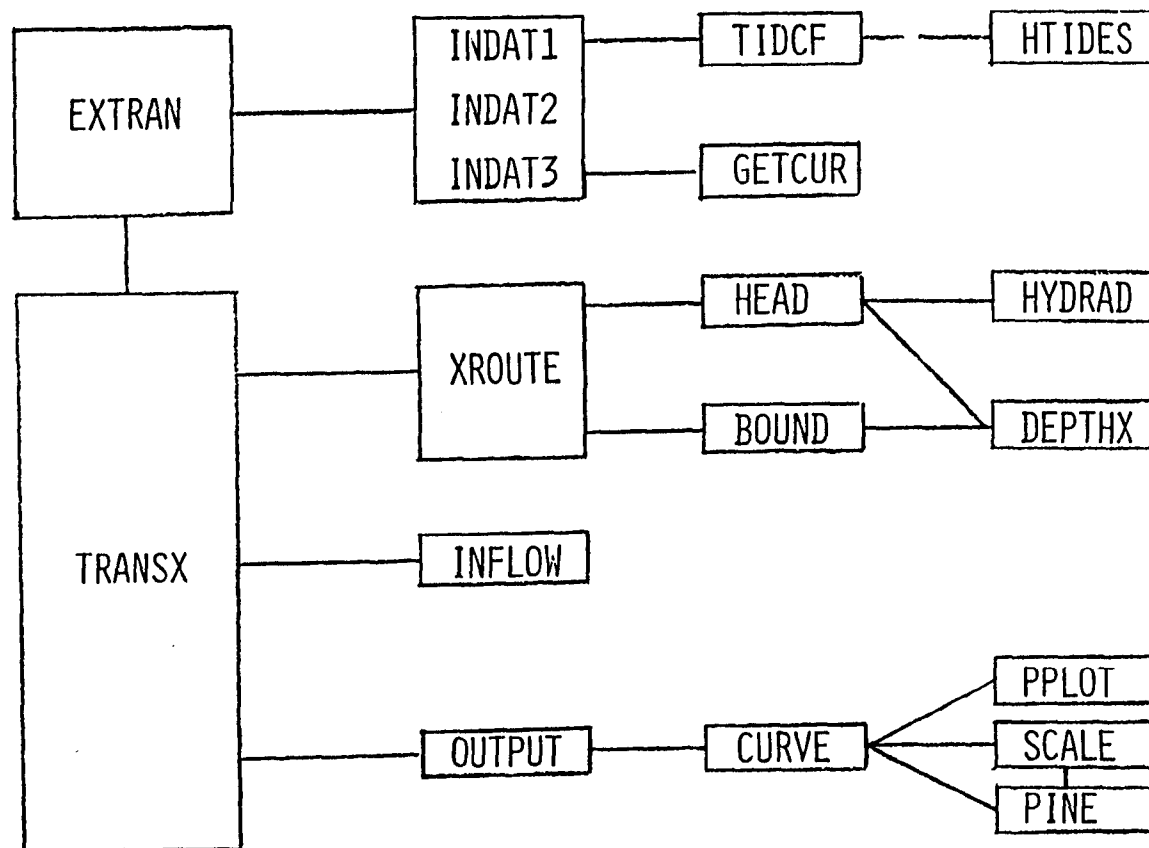 EXTRAN
INDAT1
INDAT2
INDAT3
TIDCF
HTIDES
GETCUR
TRANSX
XROUTE
HEAD
HYDRAD
BOUND
DEPTHX
INFLOW
OUTPUT
CURVE
PPLOT
SCALE
PINE